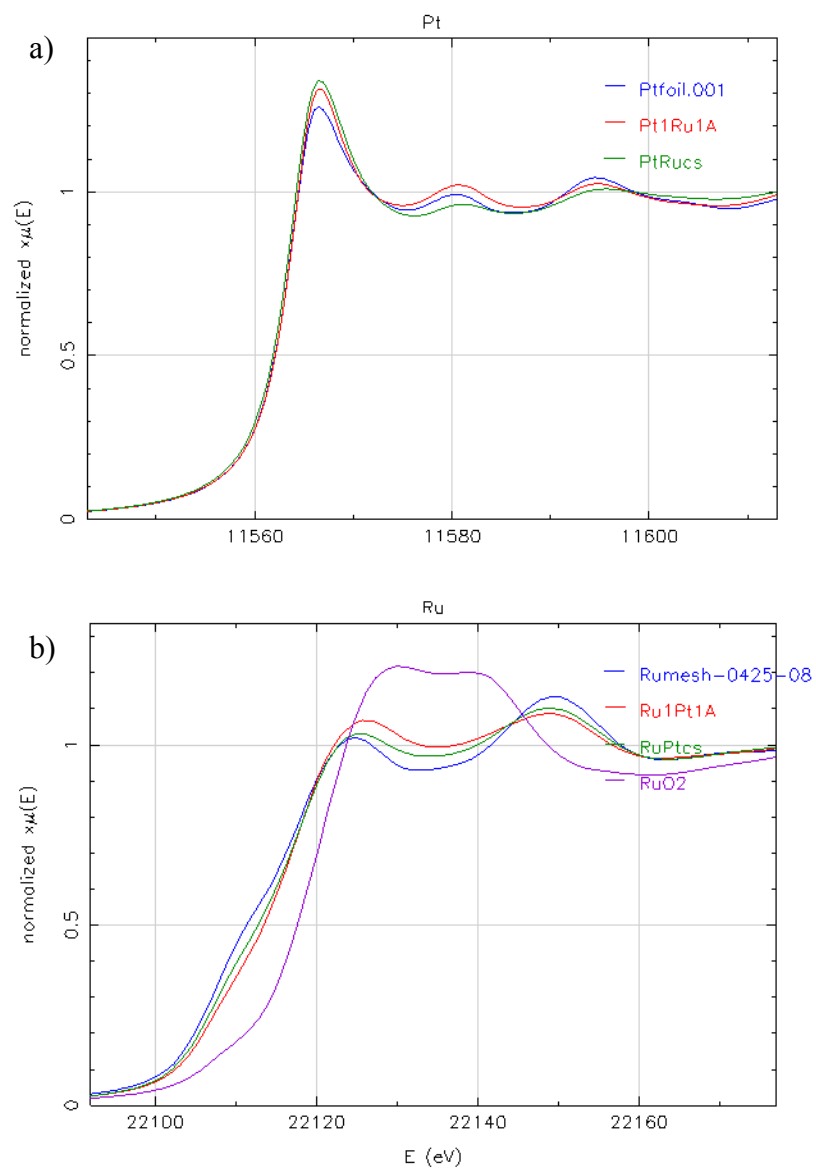 Pt
a)
Ptfoil.001
Pt1Ru1A
PtRucs
normalized xμ(E)
1
0.5
0
11560
11580
11600
Ru
b)
Rumesh-0425-08
Ru1Pt1A
RuPtcs
RuO2
normalized xμ(E)
1
0.5
0
22100
22120
22140
22160
E (eV)